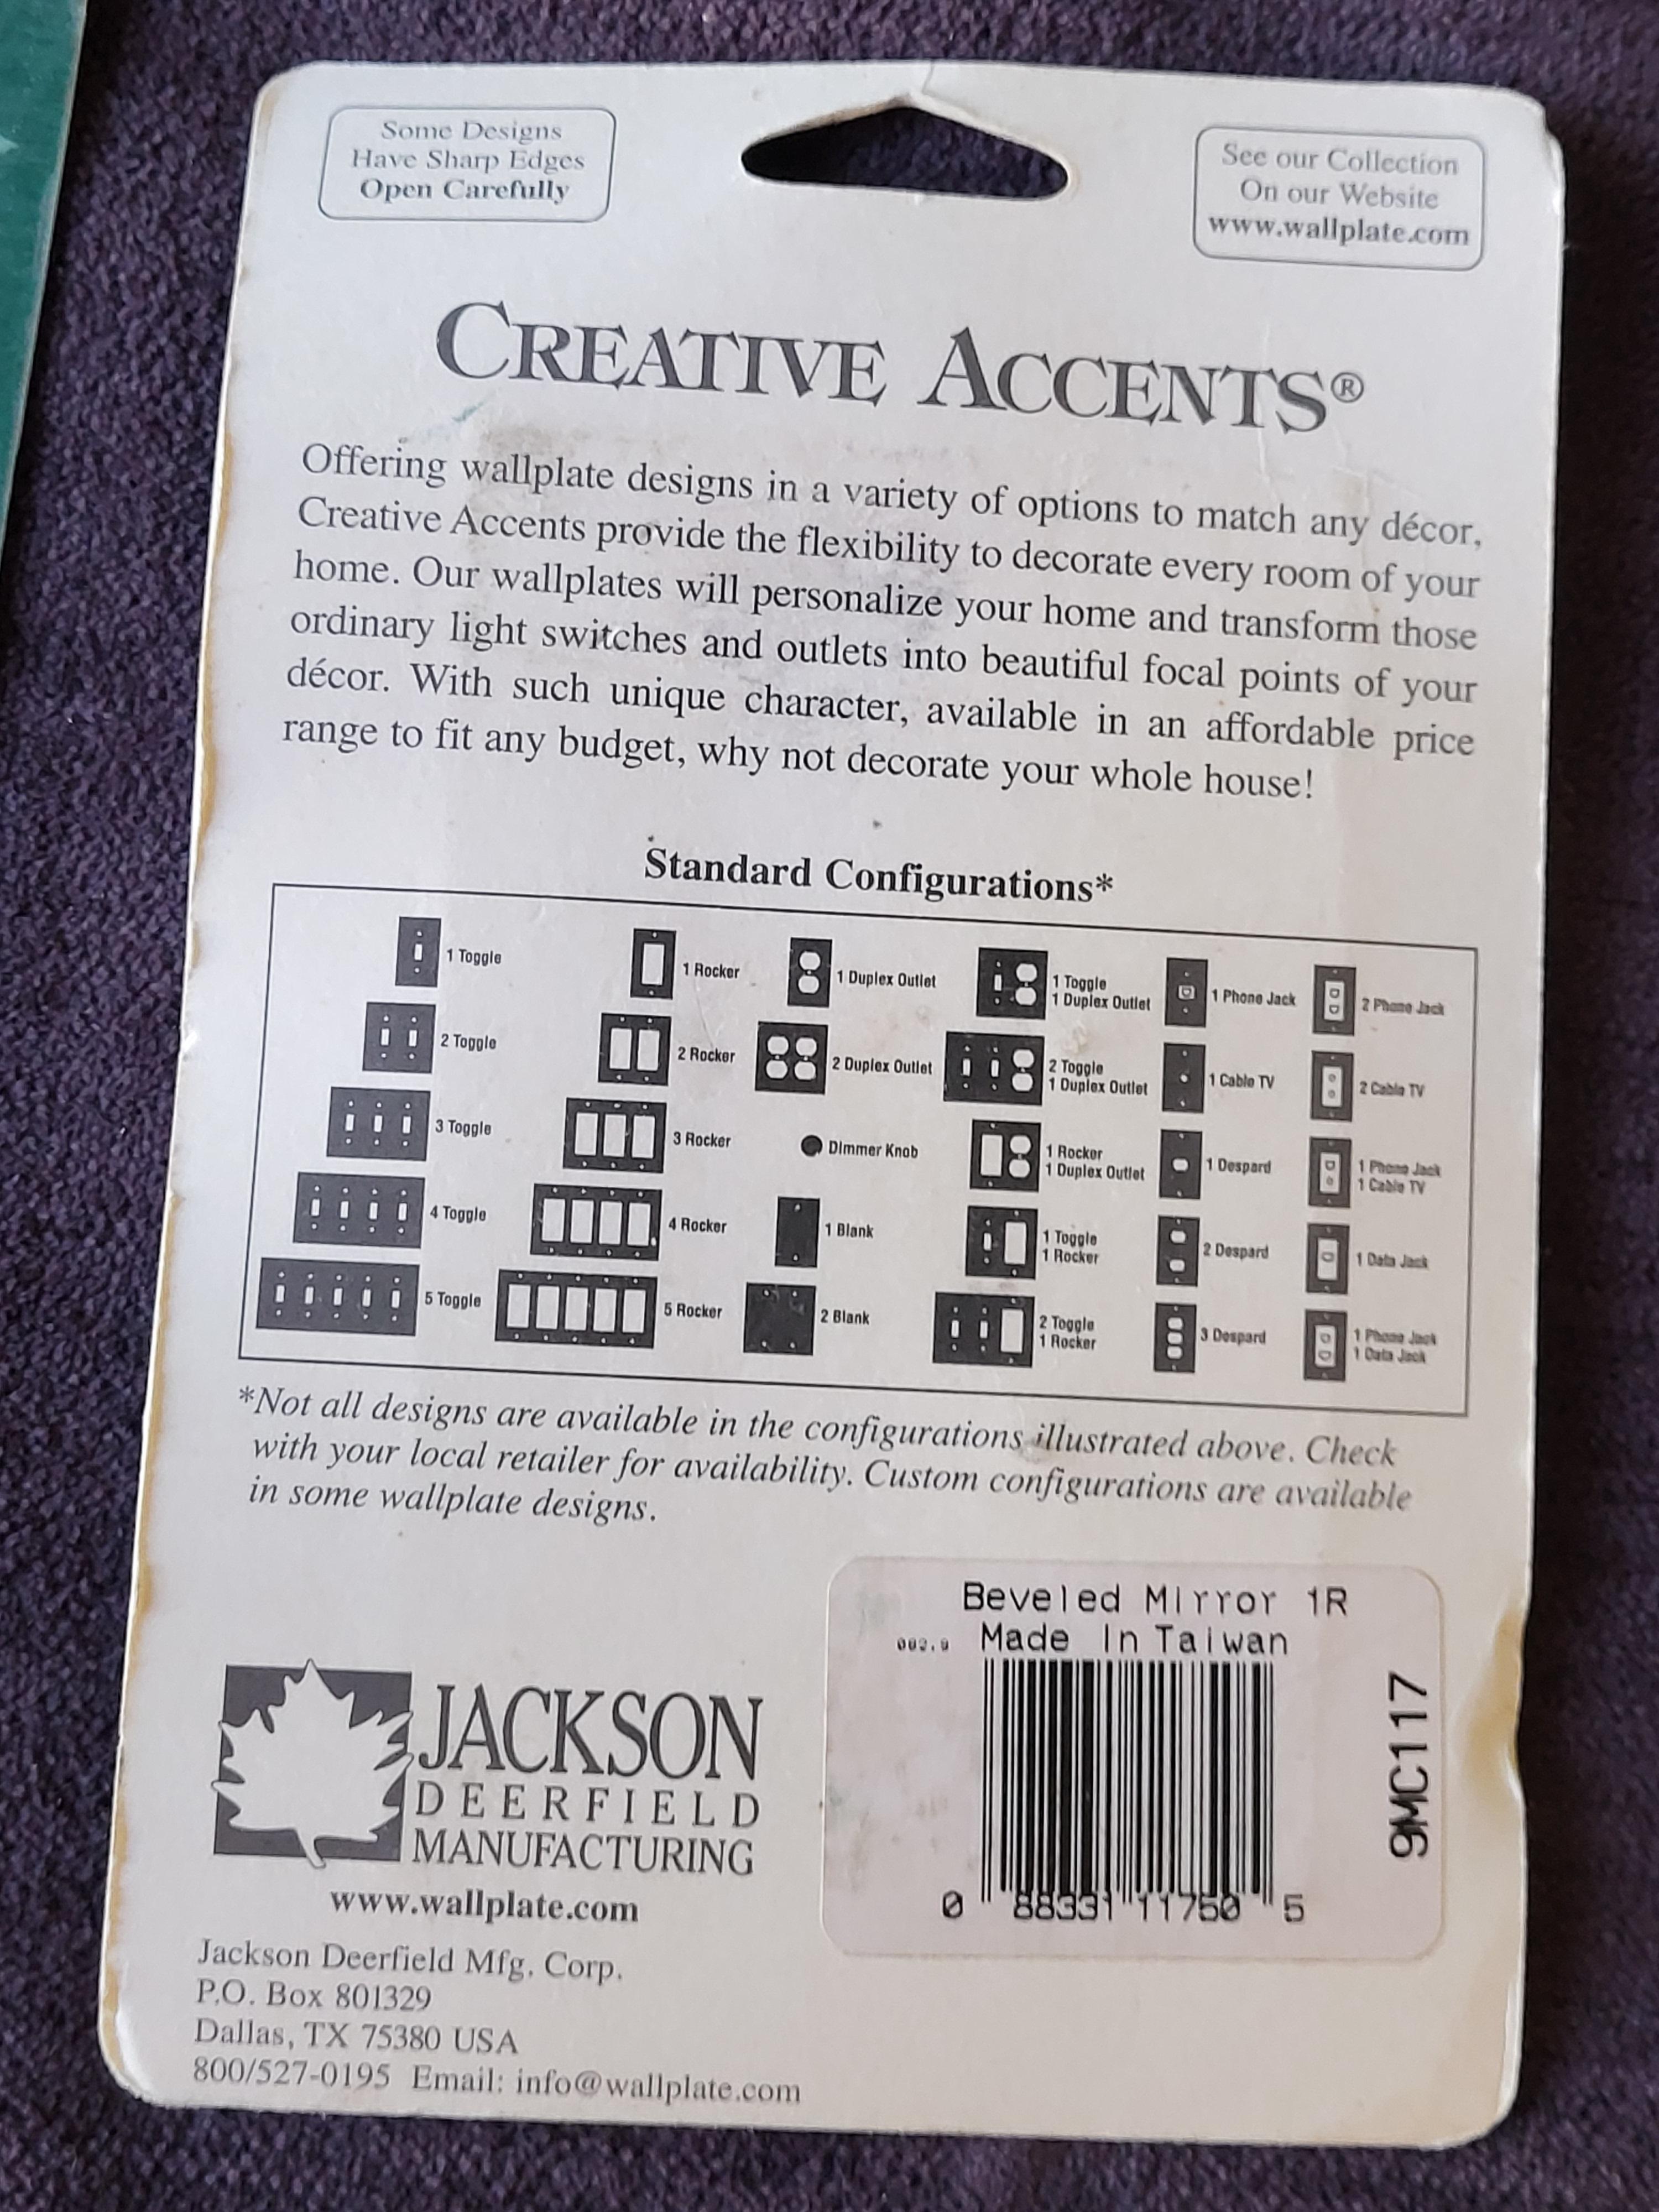 Some Designs
Have Sharp Edges
Open Carefully
See our Collection
On our Website
www.wallplate.com
CREATIVE ACCENTS®
Offering wallplate designs in a variety of options to match any décor,
Creative Accents provide the flexibility to decorate every room of your
home. Our wallplates will personalize your home and transform those
ordinary light switches and outlets into beautiful focal points of your
décor. With such unique character, available in an affordable price
range to fit any budget, why not decorate your whole house!
Standard Configurations*
1 Toggle
2 Toggle
3 Toggle
4 Toggle
5 Toggle
1 Rocker
2 Rocker
3 Rocker
4 Rocker
5 Rocker
1 Duplex Outlet
2 Duplex Outlet
Dimmer Knob
1 Blank
2 Blank
1 Toggle
1 Duplex Outlet
2 Toggle
1 Duplex Outlet
1 Rocker
1 Duplex Outlet
1 Toggle
1 Rocker
2 Toggle
1 Rocker
1 Phone Jack
1 Cable TV
1 Despard
2 Despard
3 Despard
2 Phone Jack
2 Cable TV
1 Phone Jack
1 Cable TV
1 Data Jack
1 Phone Jack
1 Data Jack
*Not all designs are available in the configurations illustrated above. Check
with your local retailer for availability. Custom configurations are available
in some wallplate designs.
Beveled Mirror 1R
Made In Taiwan
0 88331 11750 5
9MC117
JACKSON
DEERFIELD
MANUFACTURING
www.wallplate.com
Jackson Deerfield Mfg. Corp.
P.O. Box 801329
Dallas, TX 75380 USA
800/527-0195 Email: info@wallplate.com